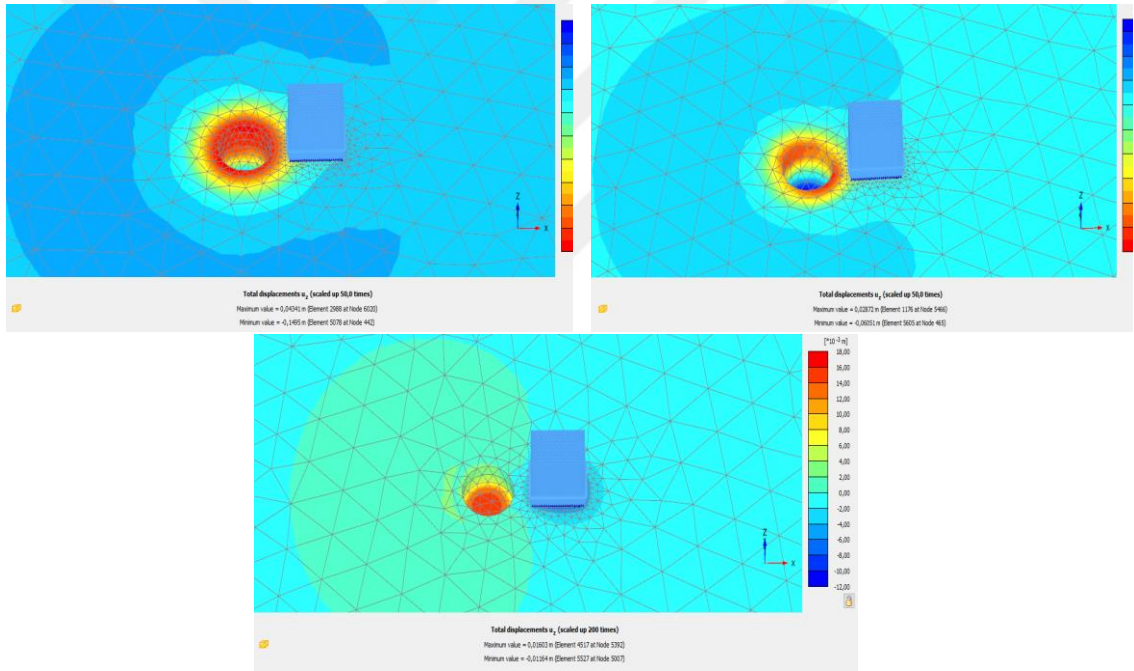 Z
X
Total displacements uz (scaled up 50,0 times)
Maximum value = 0,04341 m (Element 2988 at Node 6020)
Minimum value = -0,1495 m (Element 5078 at Node 442)
Z
X
Total displacements uz (scaled up 50,0 times)
Maximum value = 0,02872 m (Element 1176 at Node 5466)
Minimum value = -0,06051 m (Element 5605 at Node 465)
[*10 -3 m]
18,00
16,00
14,00
12,00
10,00
8,00
6,00
4,00
2,00
0,00
-2,00
-4,00
-6,00
-8,00
-10,00
-12,00
Z
X
Total displacements uz (scaled up 200 times)
Maximum value = 0,01603 m (Element 4517 at Node 5392)
Minimum value = -0,01164 m (Element 5527 at Node 5007)